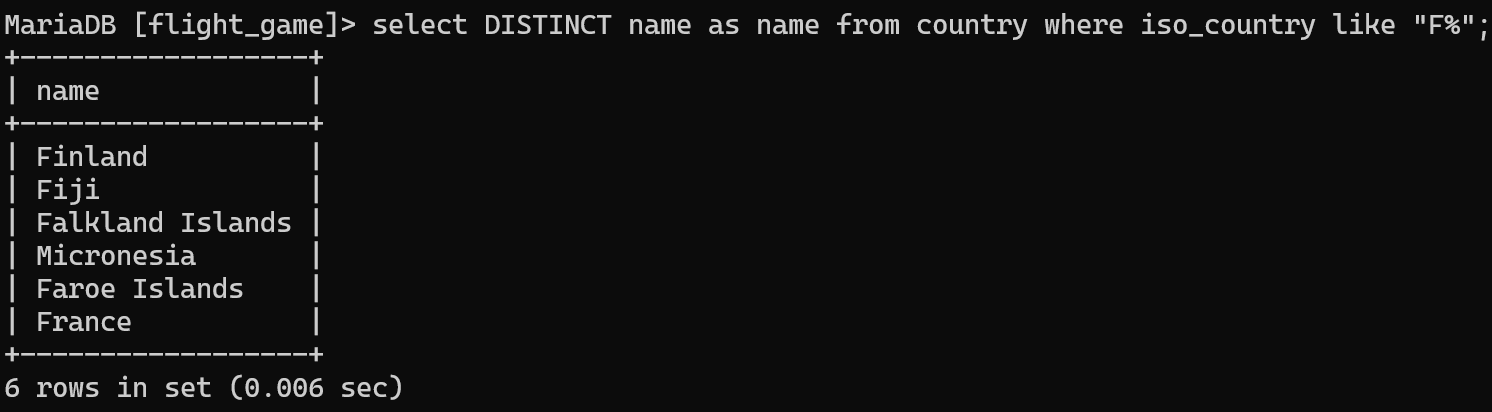 MariaDB [flight_game]> select DISTINCT name as name from country where iso_country like "F%";
+------------------+
| name             |
+------------------+
| Finland          |
| Fiji             |
| Falkland Islands |
| Micronesia       |
| Faroe Islands    |
| France           |
+------------------+
6 rows in set (0.006 sec)